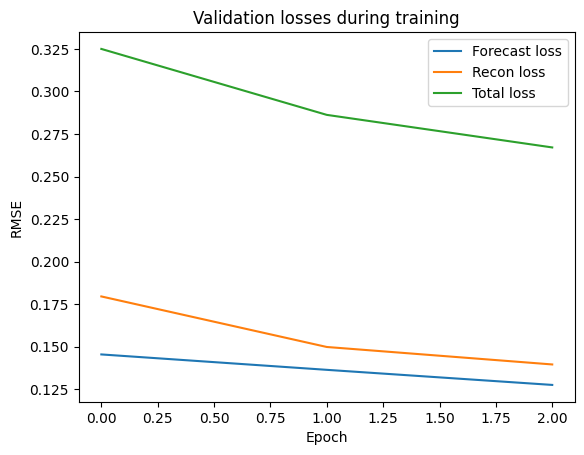 Validation losses during training
Forecast loss
Recon loss
Total loss
0.325
0.300
0.275
0.250
0.225
0.200
0.175
0.150
0.125
RMSE
0.00 0.25 0.50 0.75 1.00 1.25 1.50 1.75 2.00
Epoch